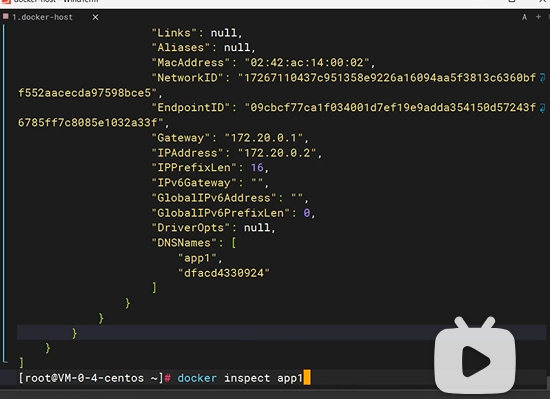 docker-host - WindTerm
1.docker-host X A +
"Links": null,
"Aliases": null,
"MacAddress": "02:42:ac:14:00:02",
"NetworkID": "17267110437c951358e9226a16094aa5f3813c6360bf
f552aacecda97598bce5",
"EndpointID": "09cbcf77ca1f034001d7ef19e9adda354150d57243f
6785ff7c8085e1032a33f",
"Gateway": "172.20.0.1",
"IPAddress": "172.20.0.2",
"IPPrefixLen": 16,
"IPv6Gateway": "",
"GlobalIPv6Address": "",
"GlobalIPv6PrefixLen": 0,
"DriverOpts": null,
"DNSNames": [
"app1",
"dfacd4330924"
]
}
}
}
}
]
[root@VM-0-4-centos ~]# docker inspect app1